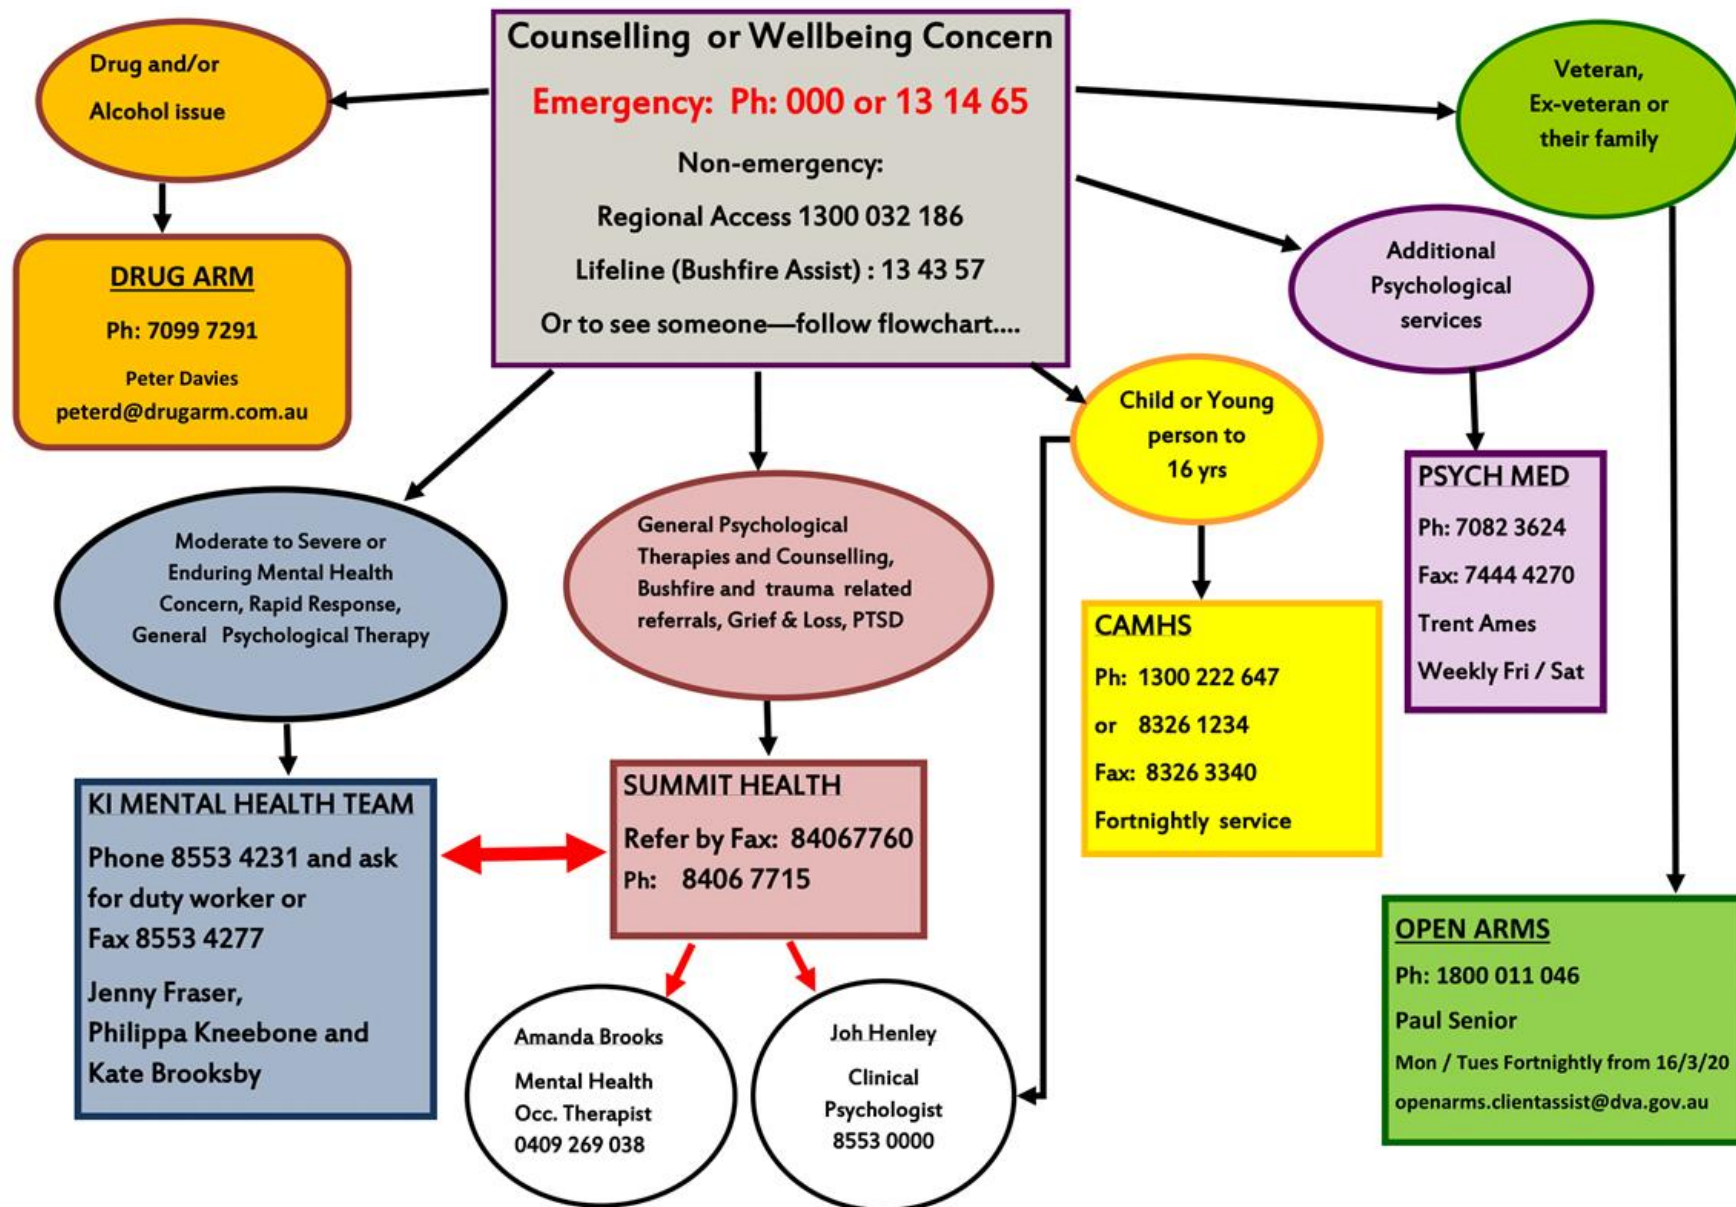 Counselling or Wellbeing Concern
Emergency: Ph: 000 or 13 14 65
Non-emergency:
Regional Access 1300 032 186
Lifeline (Bushfire Assist) : 13 43 57
Or to see someone—follow flowchart....
Drug and/or
Alcohol issue
DRUG ARM
Ph: 7099 7291
Peter Davies
peterd@drugarm.com.au
Veteran,
Ex-veteran or
their family
Additional
Psychological
services
Child or Young
person to
16 yrs
PSYCH MED
Ph: 7082 3624
Fax: 7444 4270
Trent Ames
Weekly Fri / Sat
Moderate to Severe or
Enduring Mental Health
Concern, Rapid Response,
General Psychological Therapy
General Psychological
Therapies and Counselling,
Bushfire and trauma related
referrals, Grief & Loss, PTSD
CAMHS
Ph: 1300 222 647
or 8326 1234
Fax: 8326 3340
Fortnightly service
KI MENTAL HEALTH TEAM
Phone 8553 4231 and ask
for duty worker or
Fax 8553 4277
Jenny Fraser,
Philippa Kneebone and
Kate Brooksby
SUMMIT HEALTH
Refer by Fax: 84067760
Ph: 8406 7715
OPEN ARMS
Ph: 1800 011 046
Paul Senior
Mon / Tues Fortnightly from 16/3/20
openarms.clientassist@dva.gov.au
Amanda Brooks
Mental Health
Occ. Therapist
0409 269 038
Joh Henley
Clinical
Psychologist
8553 0000